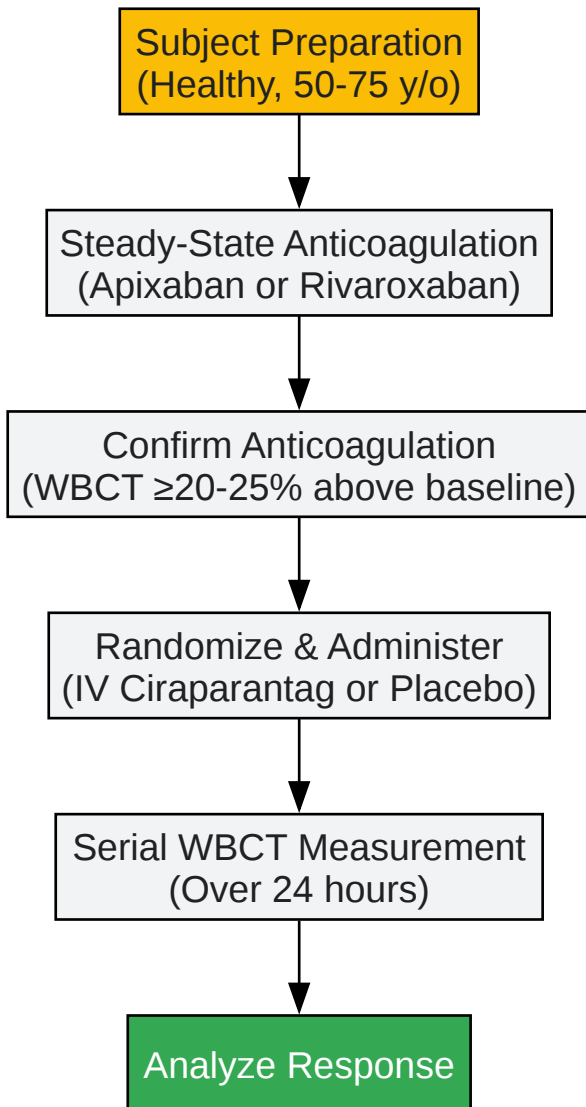 Subject Preparation
(Healthy, 50-75 y/o)
Steady-State Anticoagulation
(Apixaban or Rivaroxaban)
Confirm Anticoagulation
(WBCT ≥20-25% above baseline)
Randomize & Administer
(IV Ciraparantag or Placebo)
Serial WBCT Measurement
(Over 24 hours)
Analyze Response